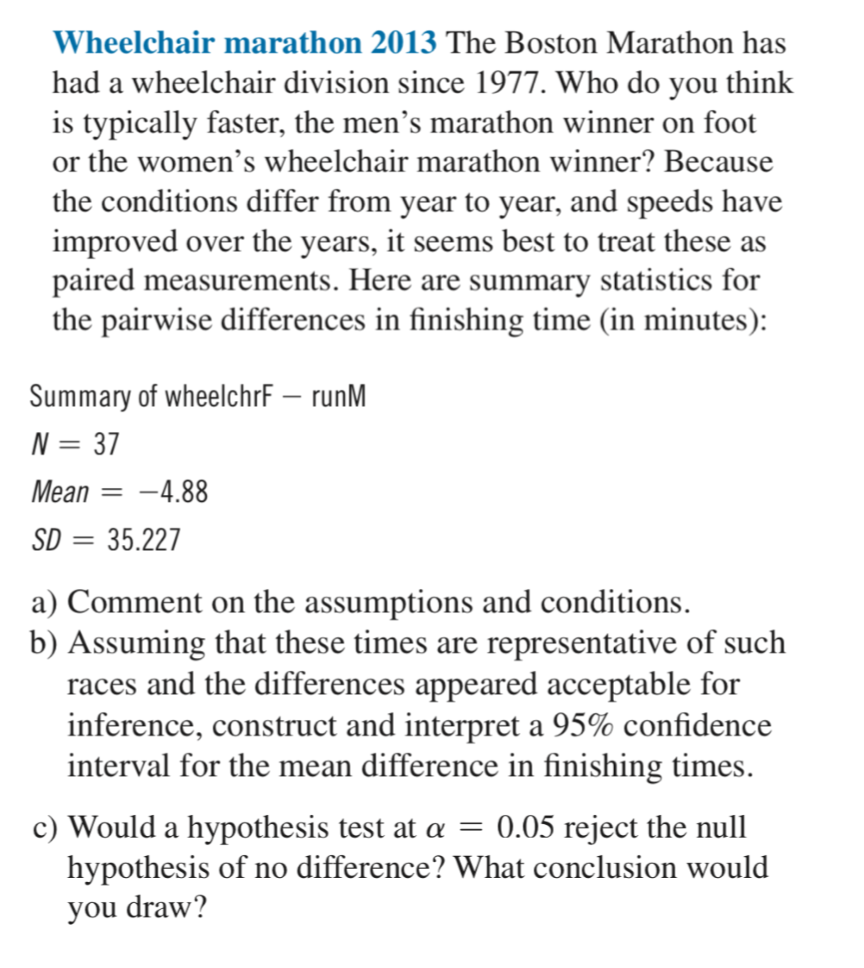 Wheelchair marathon 2013 The Boston Marathon has
had a wheelchair division since 1977. Who do you think
is typically faster, the men’s marathon winner on foot
or the women’s wheelchair marathon winner? Because
the conditions differ from year to year, and speeds have
improved over the years, it seems best to treat these as
paired measurements. Here are summary statistics for
the pairwise differences in finishing time (in minutes):
Summary of wheelchrF – runM
N = 37
Mean = −4.88
SD = 35.227
a) Comment on the assumptions and conditions.
b) Assuming that these times are representative of such
races and the differences appeared acceptable for
inference, construct and interpret a 95% confidence
interval for the mean difference in finishing times.
c) Would a hypothesis test at α = 0.05 reject the null
hypothesis of no difference? What conclusion would
you draw?